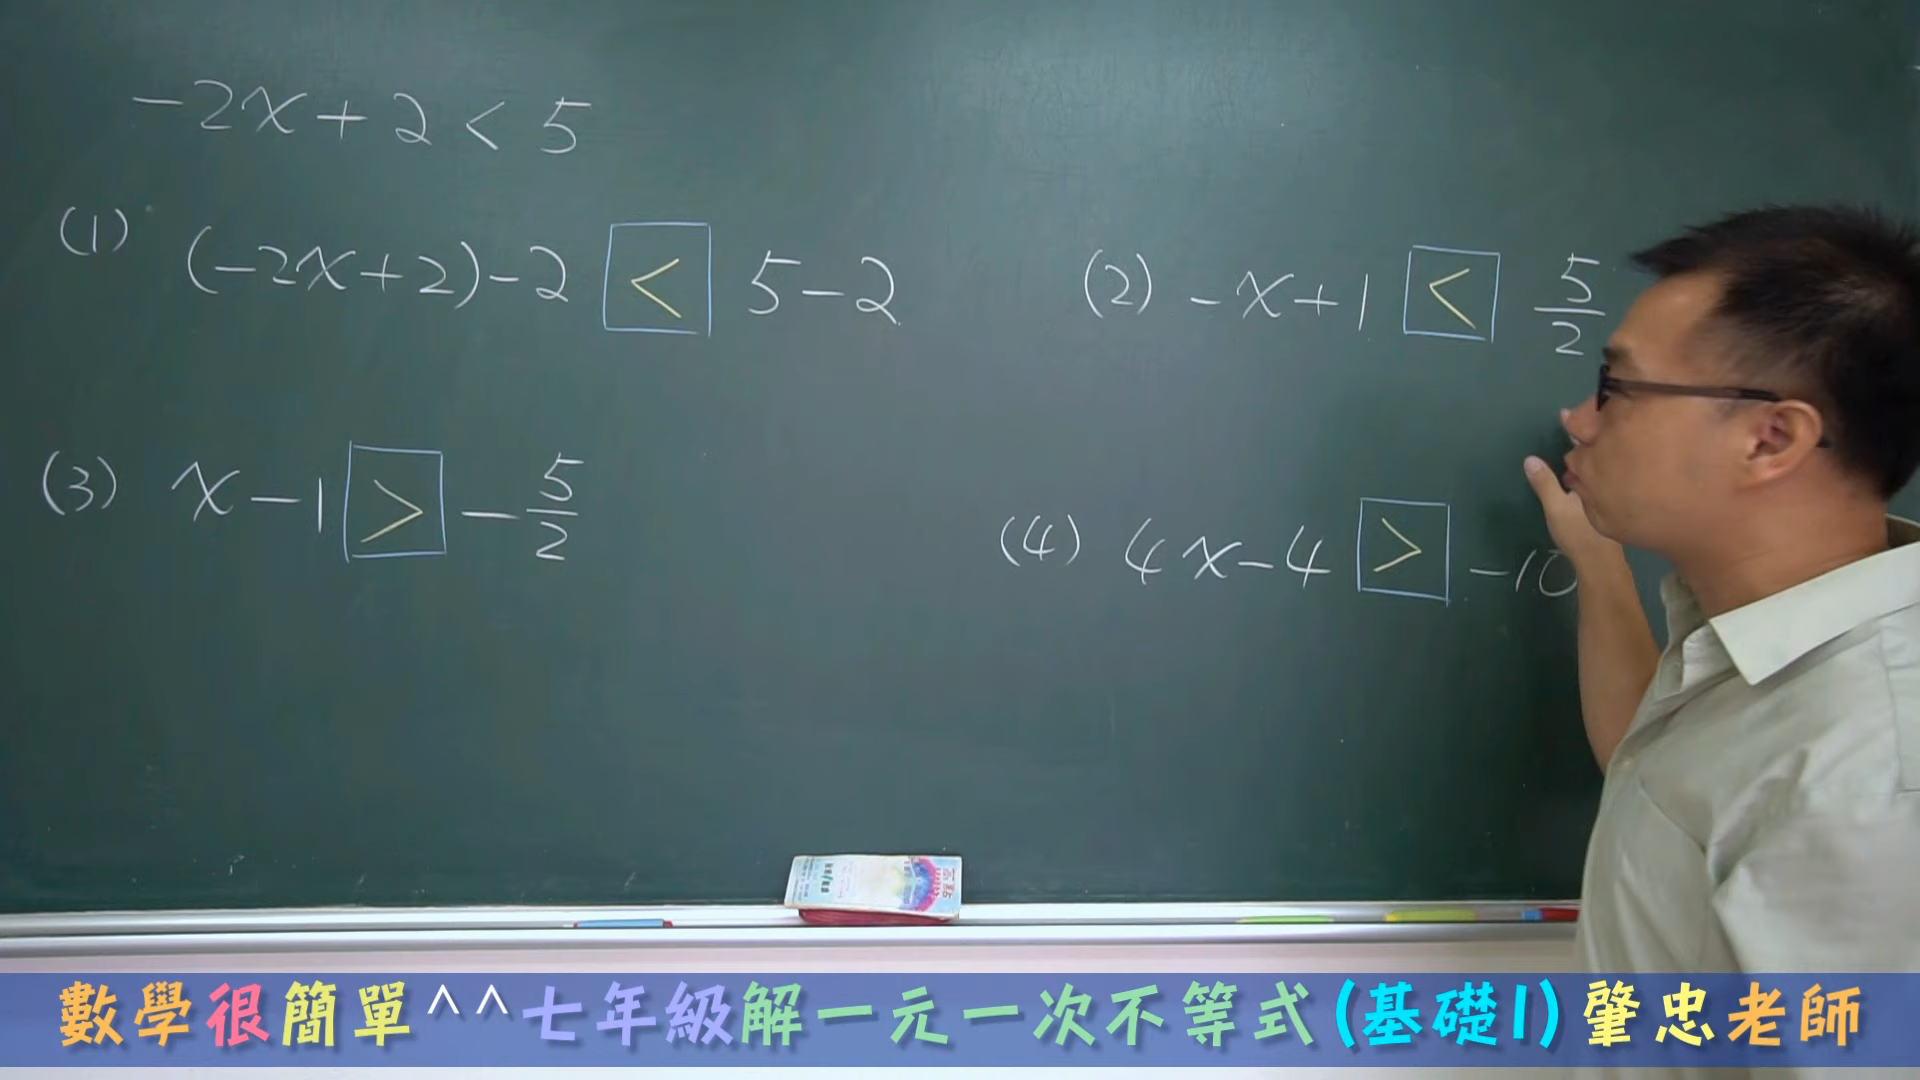 -2x+2<5
(1) (-2x+2)-2 < 5-2
(2) -x+1 < 5/2
(3) x-1 > -5/2
(4) 4x-4 > -10
數學很簡單^^七年級解一元一次不等式(基礎1)肇忠老師